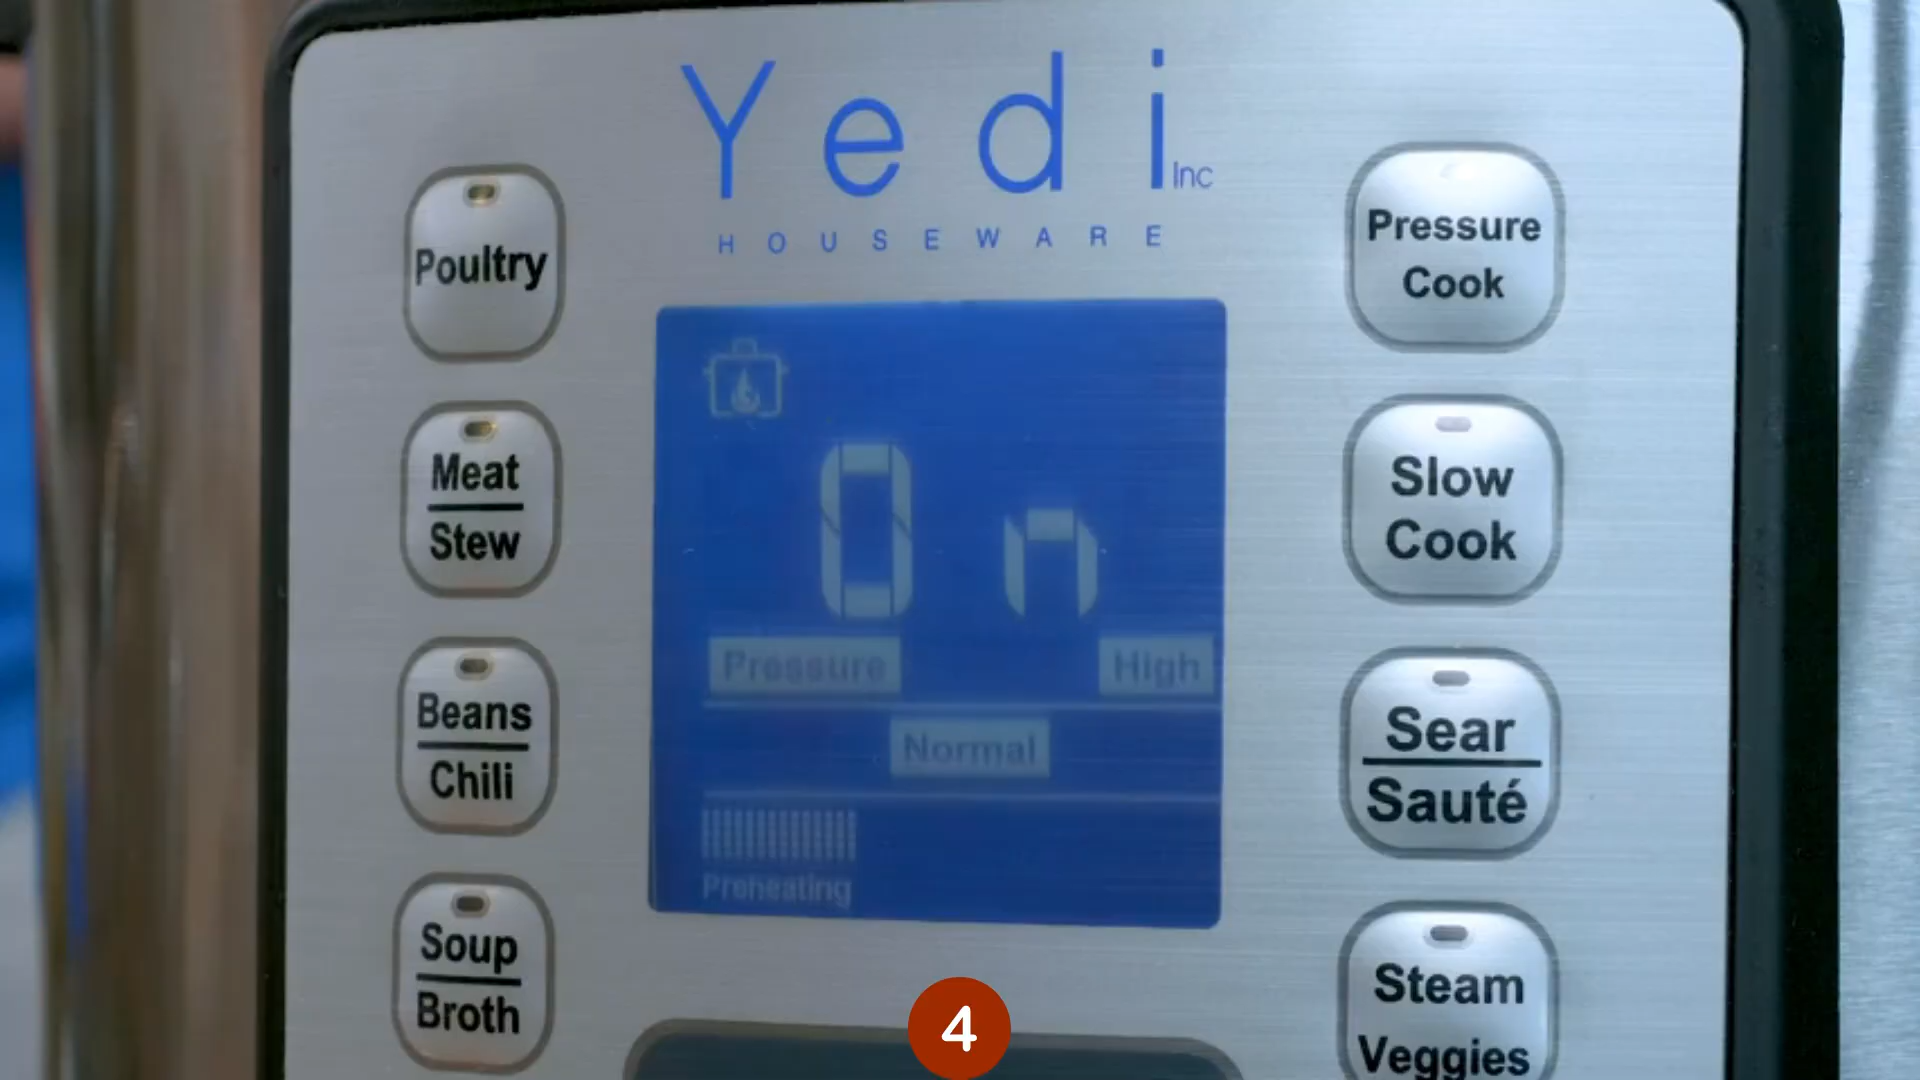 Yedi Inc
HOUSEWARE
Poultry
Meat
Stew
Beans
Chili
Soup
Broth
On
Pressure High
Normal
Preheating
Pressure
Cook
Slow
Cook
Sear
Sauté
Steam
Veggies
4